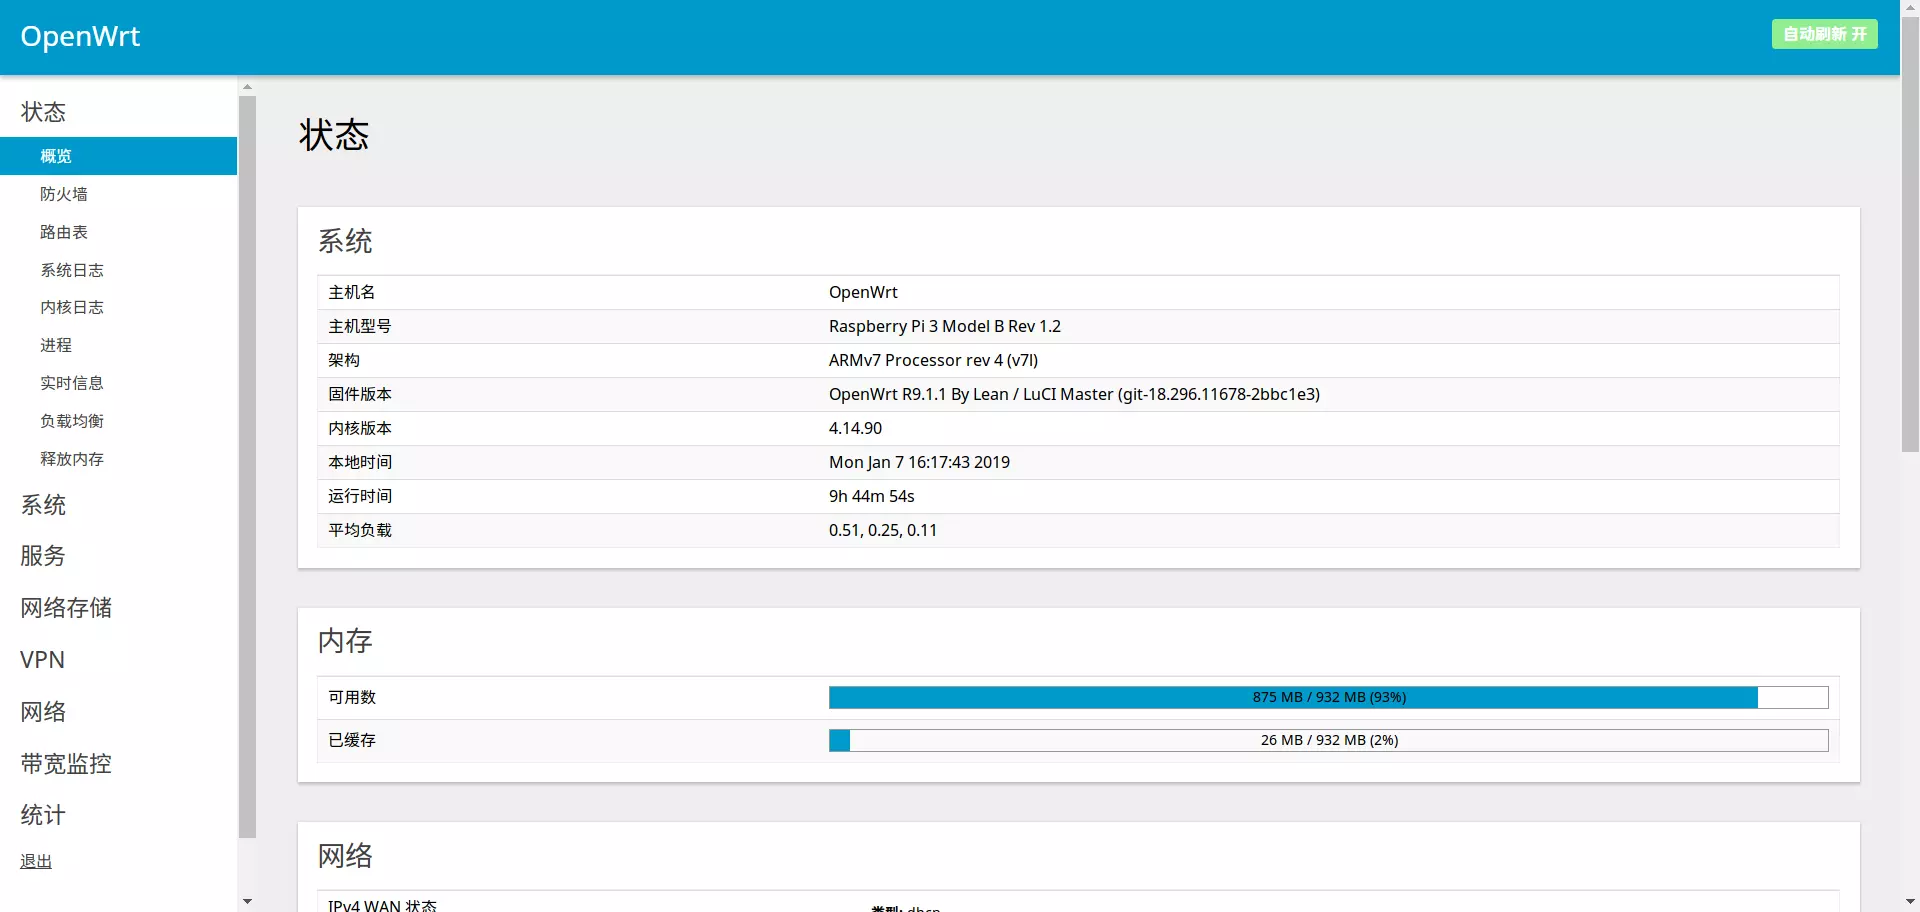 OpenWrt
自动刷新 开
状态
概览
防火墙
路由表
系统日志
内核日志
进程
实时信息
负载均衡
释放内存
系统
服务
网络存储
VPN
网络
带宽监控
统计
退出
状态
系统
主机名 OpenWrt
主机型号 Raspberry Pi 3 Model B Rev 1.2
架构 ARMv7 Processor rev 4 (v7l)
固件版本 OpenWrt R9.1.1 By Lean / LuCI Master (git-18.296.11678-2bbc1e3)
内核版本 4.14.90
本地时间 Mon Jan 7 16:17:43 2019
运行时间 9h 44m 54s
平均负载 0.51, 0.25, 0.11
内存
可用数 875 MB / 932 MB (93%)
已缓存 26 MB / 932 MB (2%)
网络
IPv4 WAN 状态 类型: dhcp